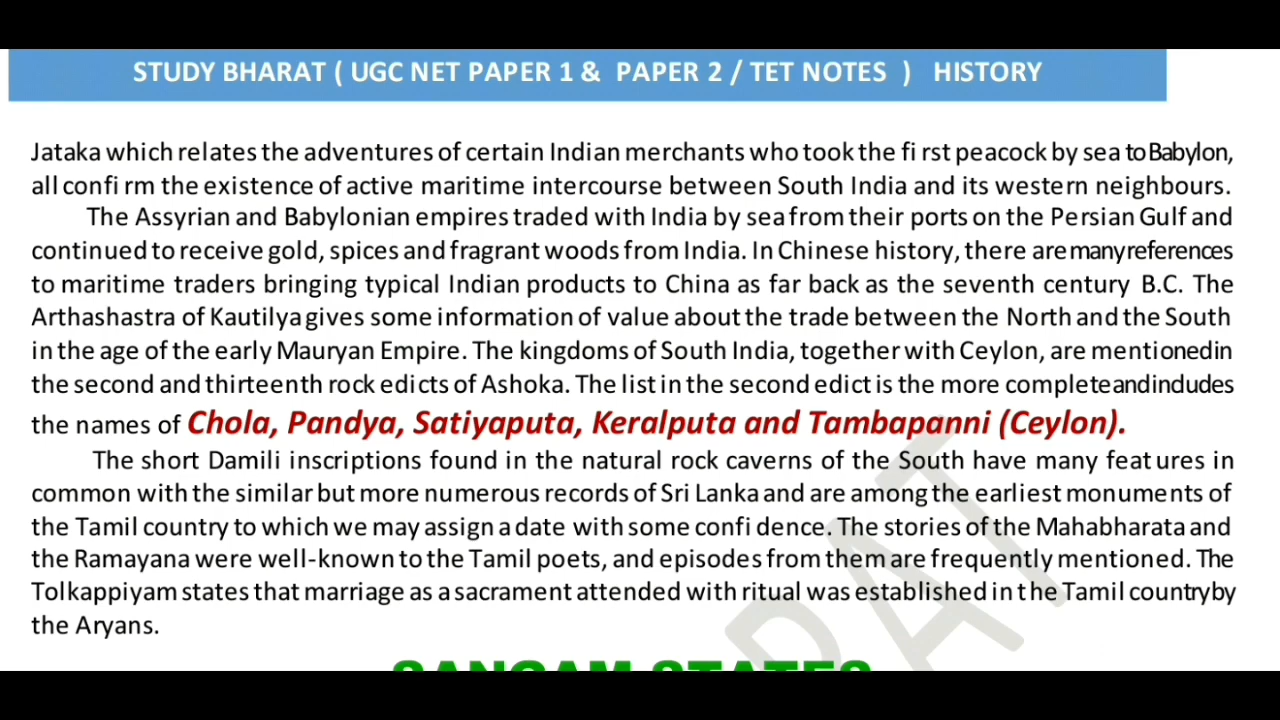 STUDY BHARAT ( UGC NET PAPER 1 & PAPER 2 / TET NOTES ) HISTORY
Jataka which relates the adventures of certain Indian merchants who took the fi rst peacock by sea to Babylon,
all confi rm the existence of active maritime intercourse between South India and its western neighbours.
The Assyrian and Babylonian empires traded with India by sea from their ports on the Persian Gulf and
continued to receive gold, spices and fragrant woods from India. In Chinese history, there are many references
to maritime traders bringing typical Indian products to China as far back as the seventh century B.C. The
Arthashastra of Kautilya gives some information of value about the trade between the North and the South
in the age of the early Mauryan Empire. The kingdoms of South India, together with Ceylon, are mentionedin
the second and thirteenth rock edicts of Ashoka. The list in the second edict is the more complete and indudes
the names of Chola, Pandya, Satiyaputa, Keralputa and Tambapanni (Ceylon).
The short Damili inscriptions found in the natural rock caverns of the South have many feat ures in
common with the similar but more numerous records of Sri Lanka and are among the earliest monuments of
the Tamil country to which we may assign a date with some confi dence. The stories of the Mahabharata and
the Ramayana were well-known to the Tamil poets, and episodes from them are frequently mentioned. The
Tolkappiyam states that marriage as a sacrament attended with ritual was established in the Tamil country by
the Aryans.
SANGAM STATES